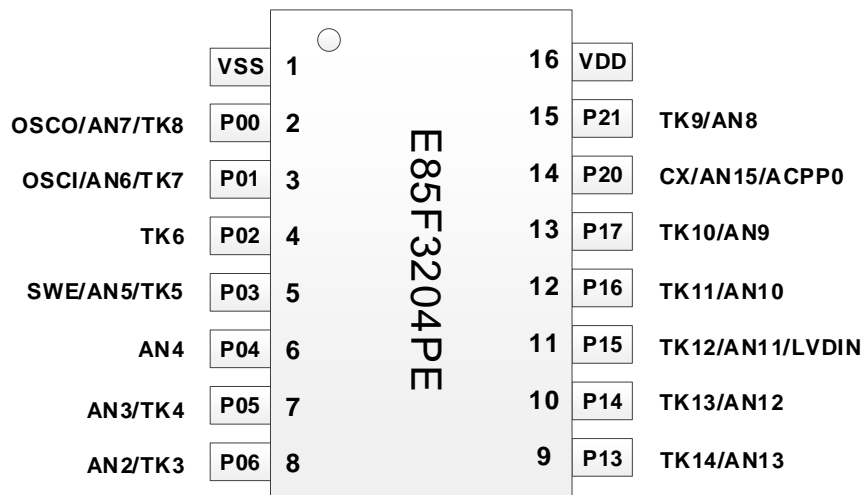 VSS 1 16 VDD
OSCO/AN7/TK8 P00 2 15 P21 TK9/AN8
OSCI/AN6/TK7 P01 3 14 P20 CX/AN15/ACPP0
TK6 P02 4 13 P17 TK10/AN9
SWE/AN5/TK5 P03 5 12 P16 TK11/AN10
AN4 P04 6 11 P15 TK12/AN11/LVDIN
AN3/TK4 P05 7 10 P14 TK13/AN12
AN2/TK3 P06 8 9 P13 TK14/AN13
E85F3204PE